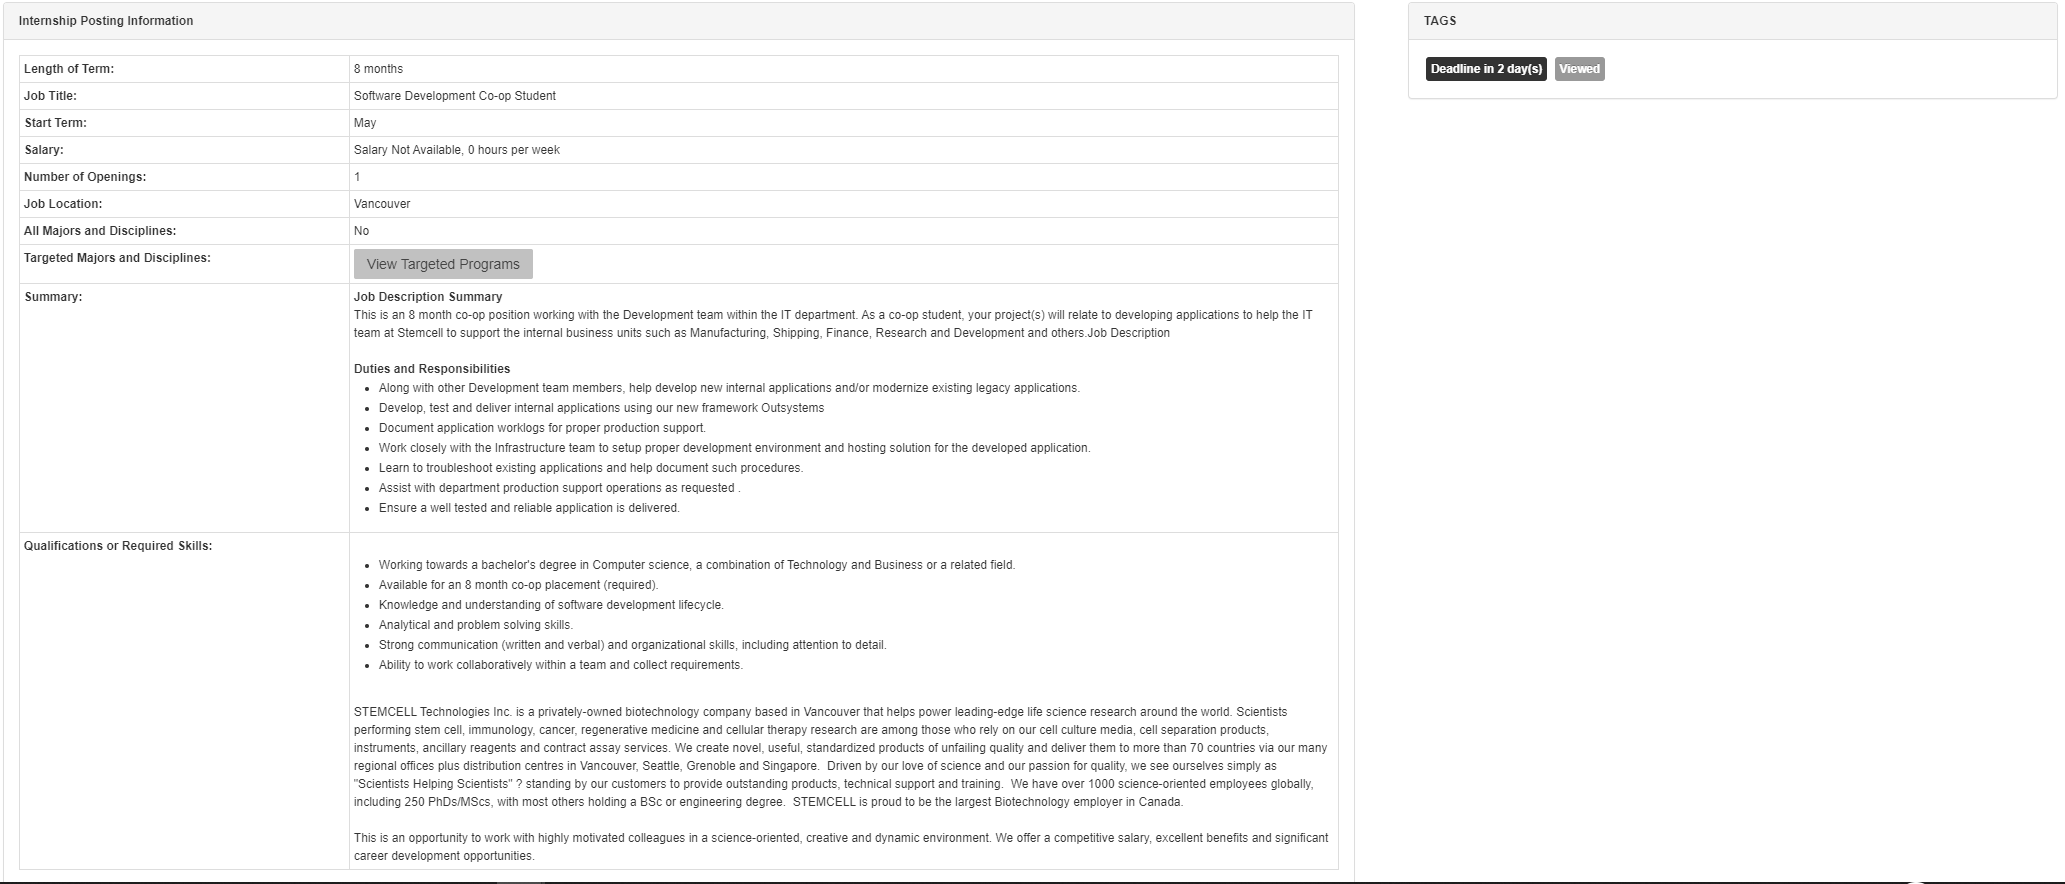 Internship Posting Information
Length of Term: 8 months
Job Title: Software Development Co-op Student
Start Term: May
Salary: Salary Not Available, 0 hours per week
Number of Openings: 1
Job Location: Vancouver
All Majors and Disciplines: No
Targeted Majors and Disciplines: View Targeted Programs
Summary: Job Description Summary
This is an 8 month co-op position working with the Development team within the IT department. As a co-op student, your project(s) will relate to developing applications to help the IT
team at Stemcell to support the internal business units such as Manufacturing, Shipping, Finance, Research and Development and others.Job Description
Duties and Responsibilities
• Along with other Development team members, help develop new internal applications and/or modernize existing legacy applications.
• Develop, test and deliver internal applications using our new framework Outsystems
• Document application worklogs for proper production support.
• Work closely with the Infrastructure team to setup proper development environment and hosting solution for the developed application.
• Learn to troubleshoot existing applications and help document such procedures.
• Assist with department production support operations as requested .
• Ensure a well tested and reliable application is delivered.
Qualifications or Required Skills:
• Working towards a bachelor's degree in Computer science, a combination of Technology and Business or a related field.
• Available for an 8 month co-op placement (required).
• Knowledge and understanding of software development lifecycle.
• Analytical and problem solving skills.
• Strong communication (written and verbal) and organizational skills, including attention to detail.
• Ability to work collaboratively within a team and collect requirements.
STEMCELL Technologies Inc. is a privately-owned biotechnology company based in Vancouver that helps power leading-edge life science research around the world. Scientists
performing stem cell, immunology, cancer, regenerative medicine and cellular therapy research are among those who rely on our cell culture media, cell separation products,
instruments, ancillary reagents and contract assay services. We create novel, useful, standardized products of unfailing quality and deliver them to more than 70 countries via our many
regional offices plus distribution centres in Vancouver, Seattle, Grenoble and Singapore.  Driven by our love of science and our passion for quality, we see ourselves simply as
"Scientists Helping Scientists" ? standing by our customers to provide outstanding products, technical support and training.  We have over 1000 science-oriented employees globally,
including 250 PhDs/MScs, with most others holding a BSc or engineering degree.  STEMCELL is proud to be the largest Biotechnology employer in Canada.
This is an opportunity to work with highly motivated colleagues in a science-oriented, creative and dynamic environment. We offer a competitive salary, excellent benefits and significant
career development opportunities.
TAGS
Deadline in 2 day(s) Viewed